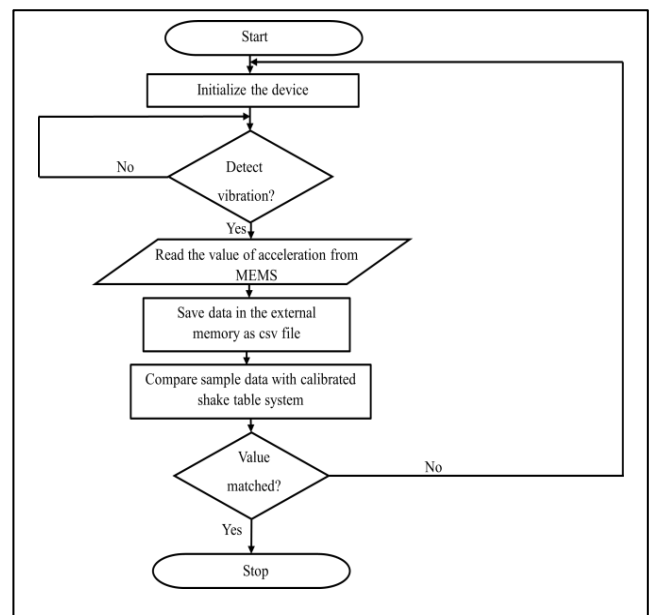 Start
Initialize the device
Detect
vibration?
No
Yes
Read the value of acceleration from
MEMS
Save data in the external
memory as csv file
Compare sample data with calibrated
shake table system
Value
matched?
No
Yes
Stop